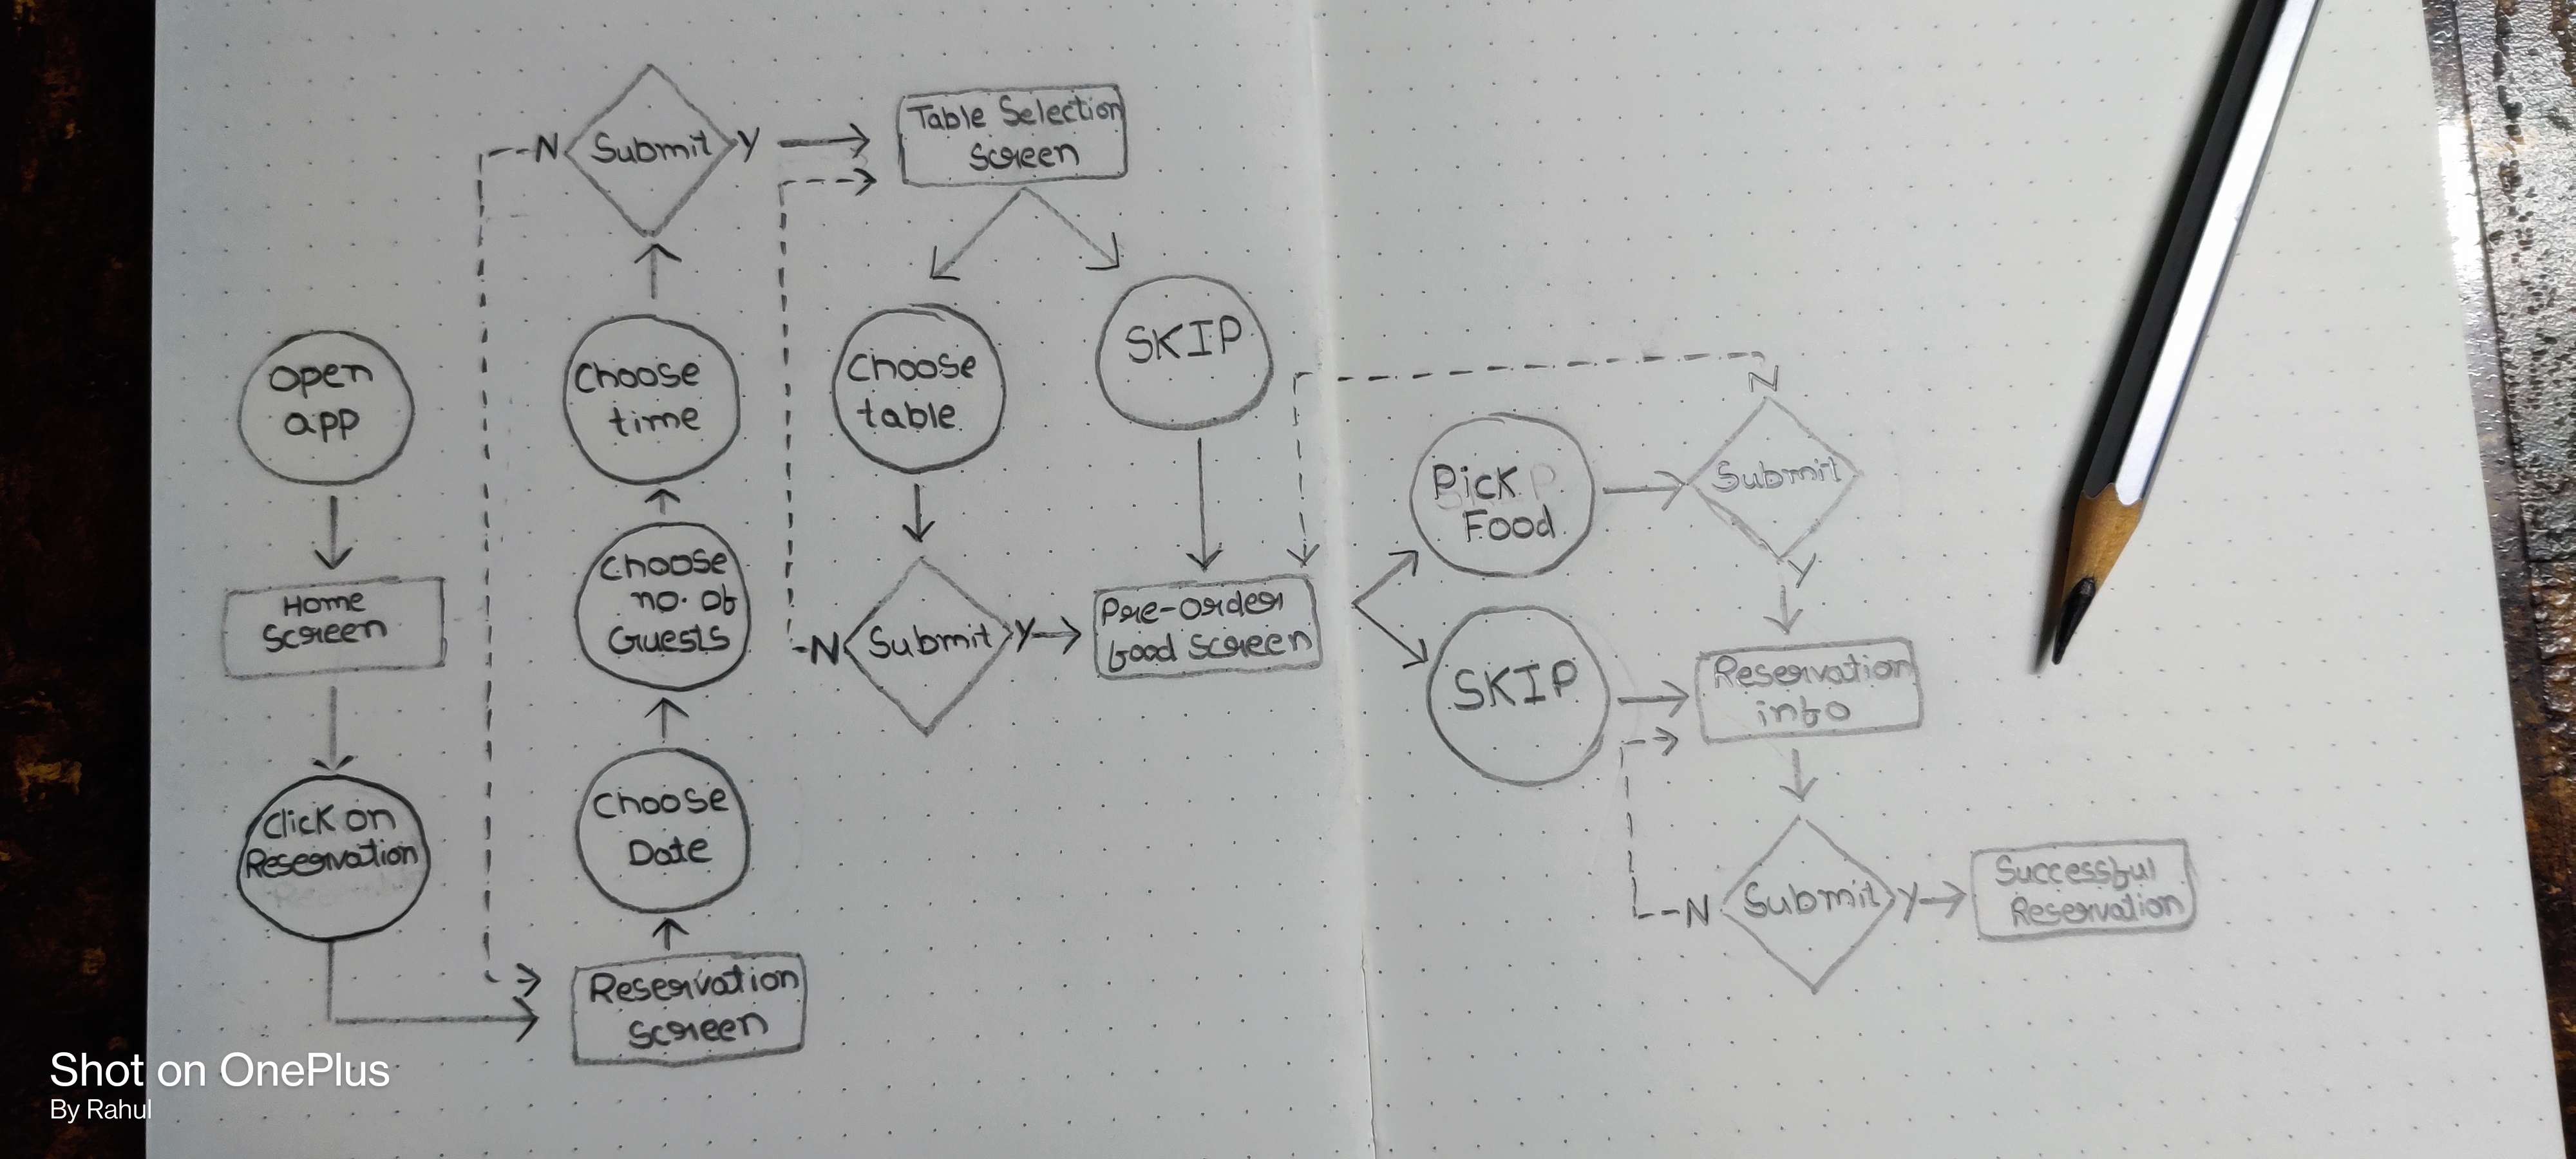 Open
app
Home
Screen
Click on
Reservation
Reservation
Screen
Choose
Date
Choose
no. of
Guests
Choose
time
N
Submit
Y
Table Selection
Screen
Choose
table
SKIP
N
Submit
Y
Pre-order
food screen
Pick
Food
SKIP
N
Submit
Y
Reservation
info
N
Submit
Y
Successful
Reservation
Shot on OnePlus
By Rahul